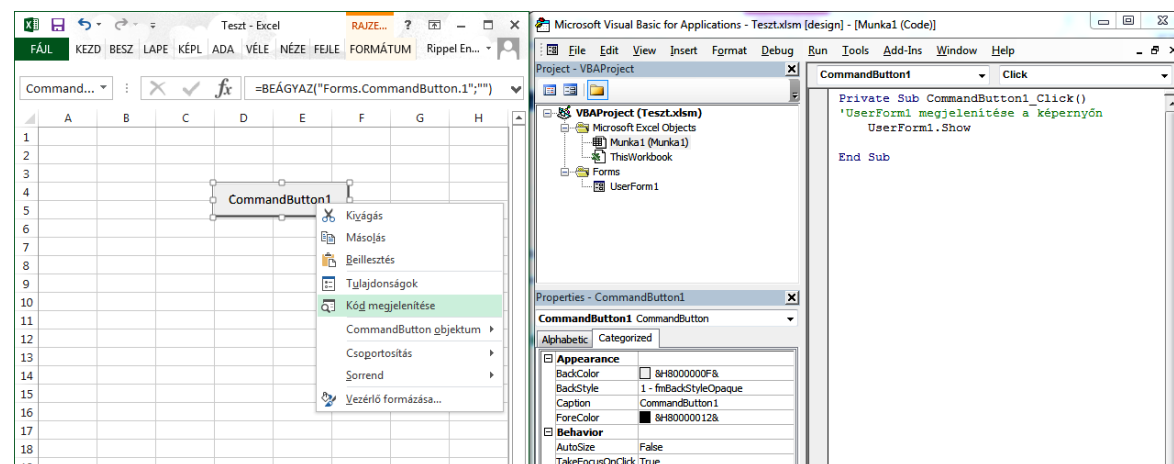 Teszt - Excel
RAJZE...
?
FÁJL KEZD BESZ LAPE KÉPL ADA VÉLE NÉZE FEJLE FORMÁTUM Rippel En...
Command...
fx
=BEÁGYAZ("Forms.CommandButton.1";"")
A B C D E F G H
1
2
3
4
5
6
7
8
9
10
11
12
13
14
15
16
17
18
CommandButton1
Kivágás
Másolás
Beillesztés
Tulajdonságok
Kód megjelenítése
CommandButton objektum
Csoportosítás
Sorrend
Vezérlő formázása...
Microsoft Visual Basic for Applications - Teszt.xlsm [design] - [Munka1 (Code)]
File Edit View Insert Format Debug Run Tools Add-Ins Window Help
Project - VBAProject
VBAProject (Teszt.xlsm)
Microsoft Excel Objects
Munka1 (Munka1)
ThisWorkbook
Forms
UserForm1
Properties - CommandButton1
CommandButton1 CommandButton
Alphabetic Categorized
Appearance
BackColor &H8000000F&
BackStyle 1 - fmBackStyleOpaque
Caption CommandButton1
ForeColor &H80000012&
Behavior
AutoSize False
TakeFocusOnClick True
CommandButton1 Click
Private Sub CommandButton1_Click()
'UserForm1 megjelenítése a képernyőn
UserForm1.Show
End Sub